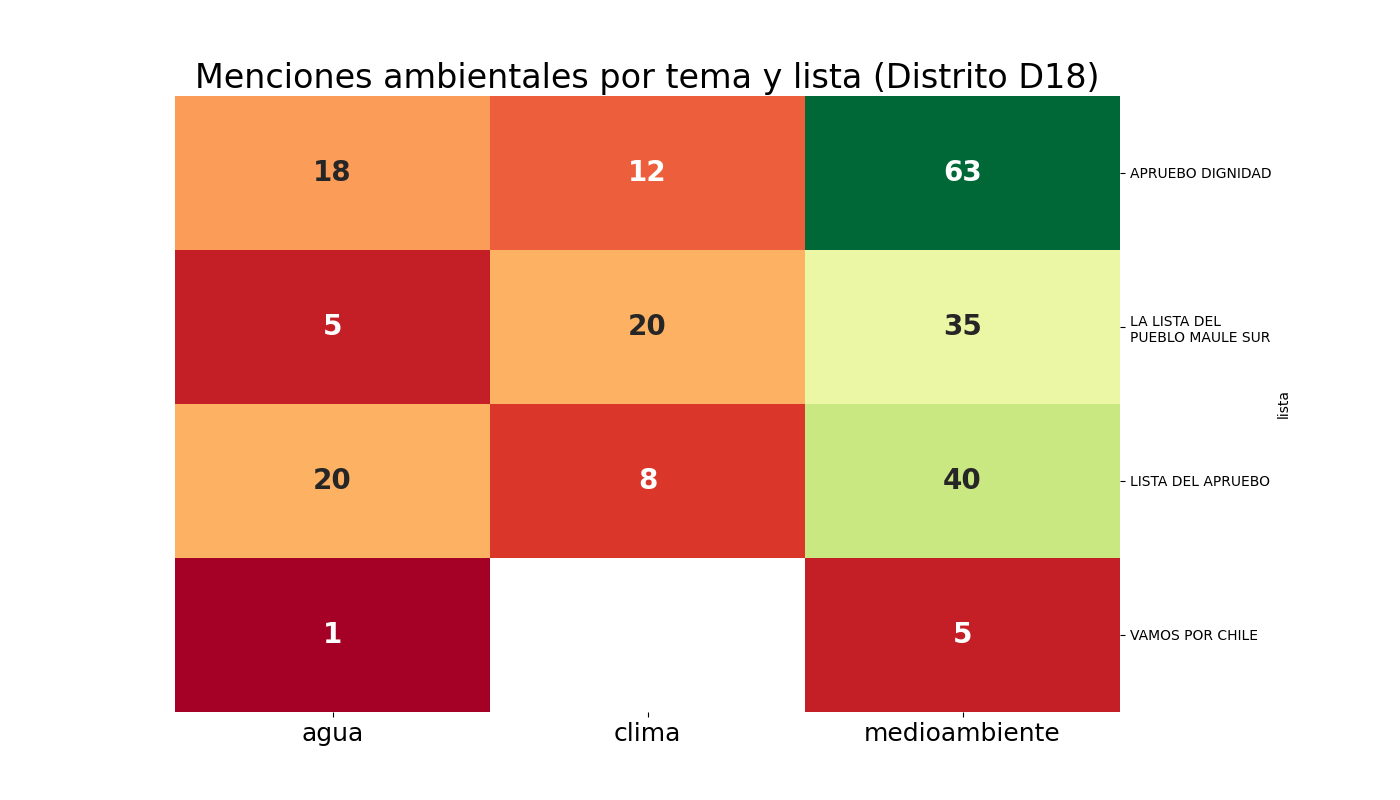 Menciones ambientales por tema y lista (Distrito D18)
18 12 63 APRUEBO DIGNIDAD
5 20 35 LA LISTA DEL
PUEBLO MAULE SUR
lista
20 8 40 LISTA DEL APRUEBO
1 5 VAMOS POR CHILE
agua clima medioambiente